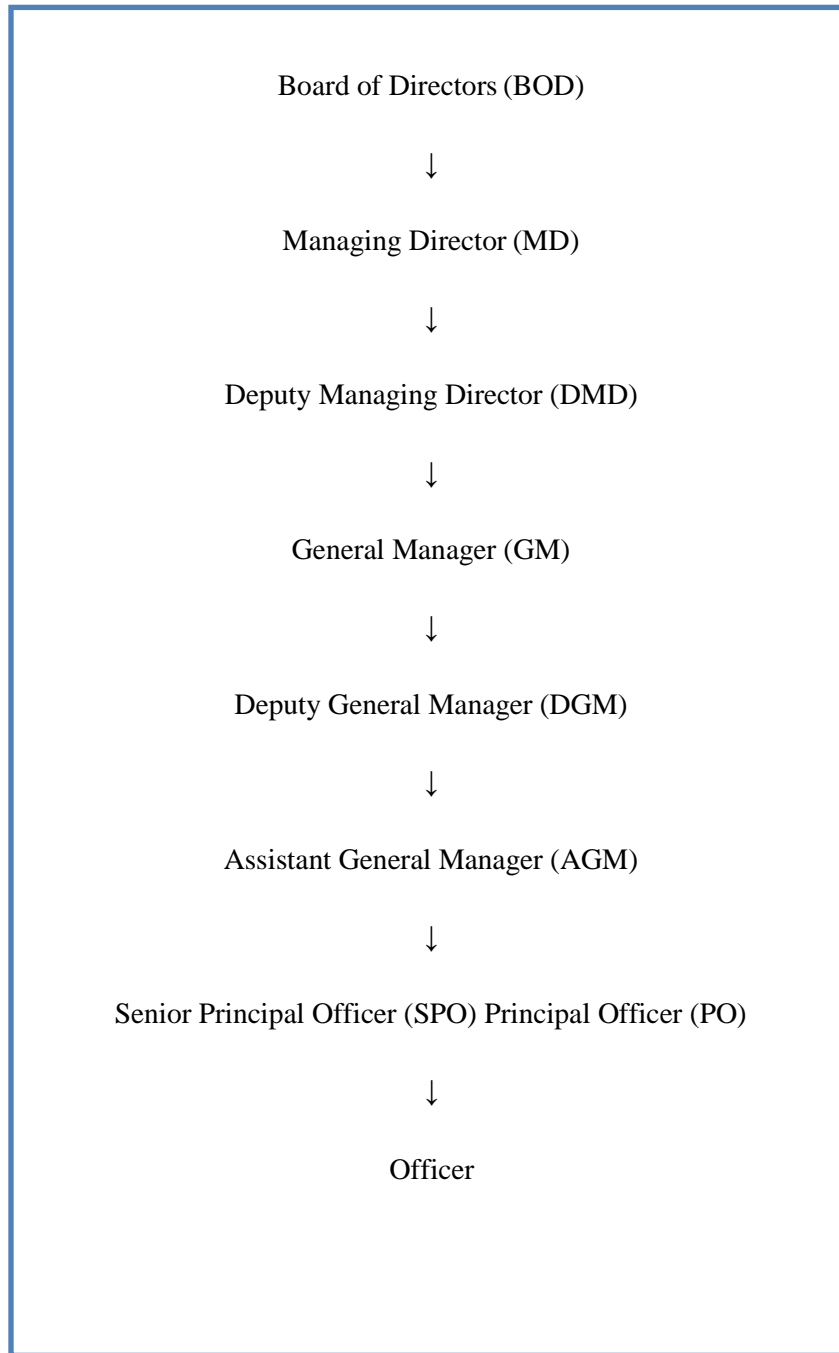 Board of Directors (BOD)
↓
Managing Director (MD)
↓
Deputy Managing Director (DMD)
↓
General Manager (GM)
↓
Deputy General Manager (DGM)
↓
Assistant General Manager (AGM)
↓
Senior Principal Officer (SPO) Principal Officer (PO)
↓
Officer